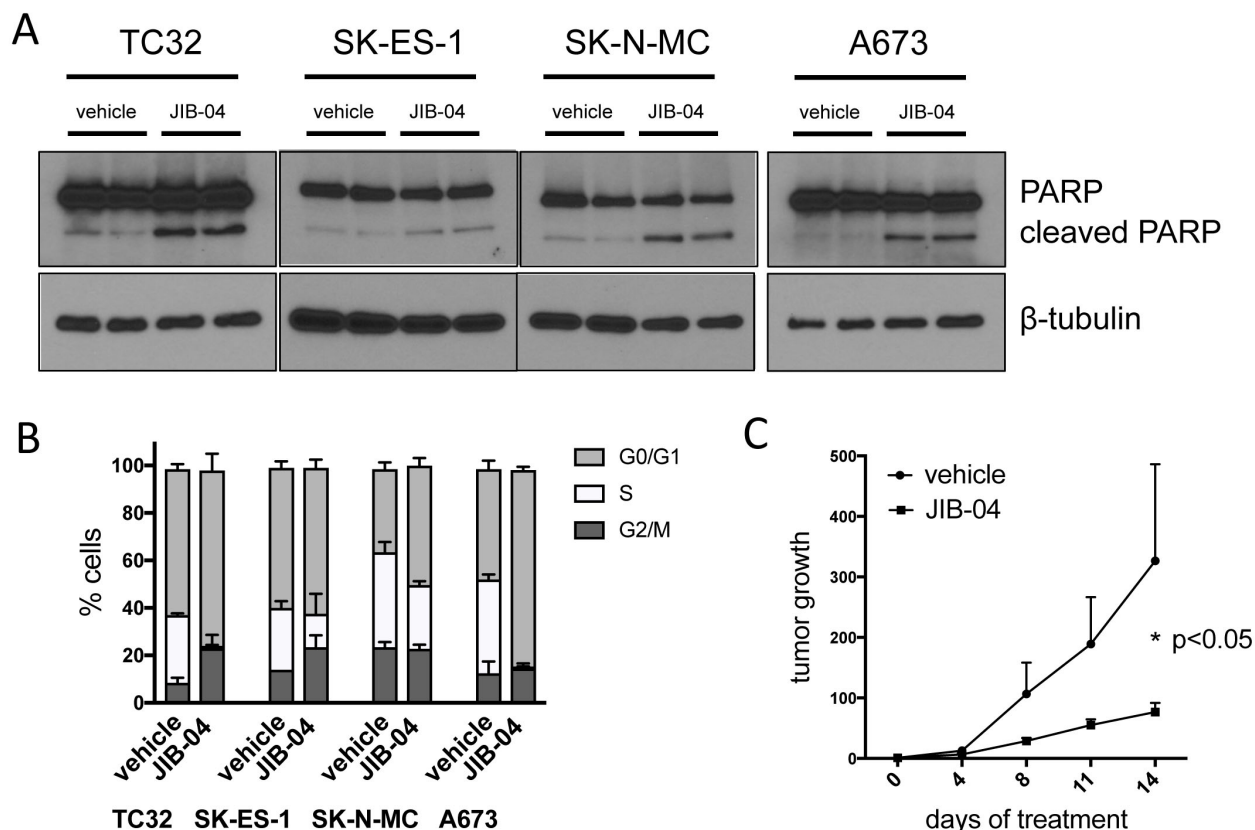 A
TC32 SK-ES-1 SK-N-MC A673
vehicle JIB-04 vehicle JIB-04 vehicle JIB-04 vehicle JIB-04
PARP
cleaved PARP
β-tubulin
B
% cells
100
80
60
40
20
0
G0/G1
S
G2/M
vehicle JIB-04 vehicle JIB-04 vehicle JIB-04 vehicle JIB-04
TC32 SK-ES-1 SK-N-MC A673
C
tumor growth
500
400
300
200
100
0
vehicle
JIB-04
* p<0.05
0 4 8 11 14
days of treatment